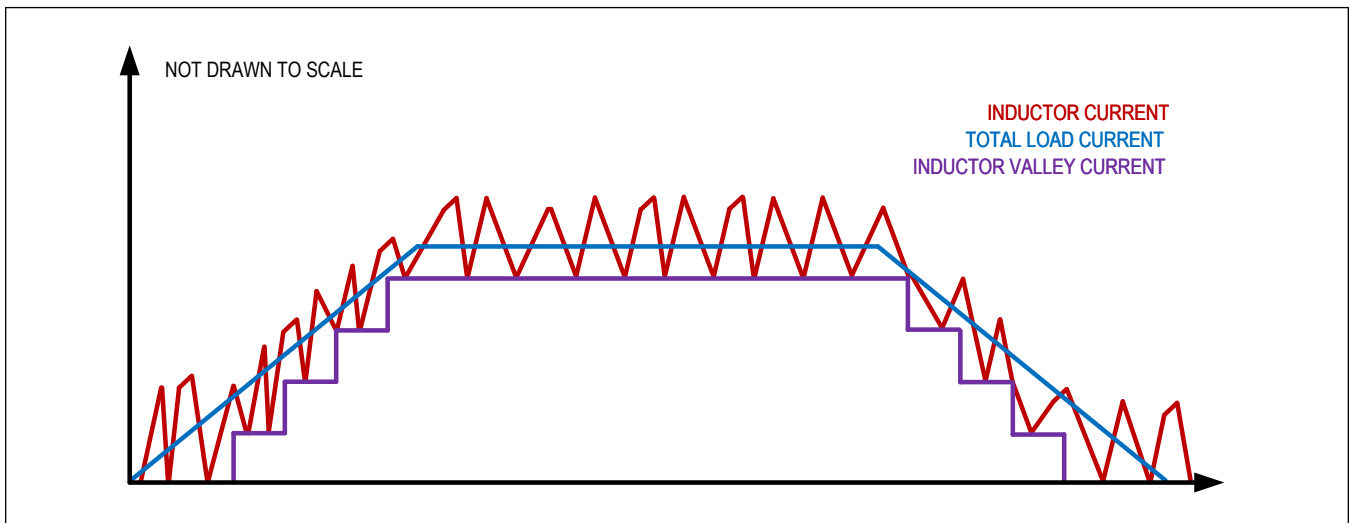 NOT DRAWN TO SCALE
INDUCTOR CURRENT
TOTAL LOAD CURRENT
INDUCTOR VALLEY CURRENT